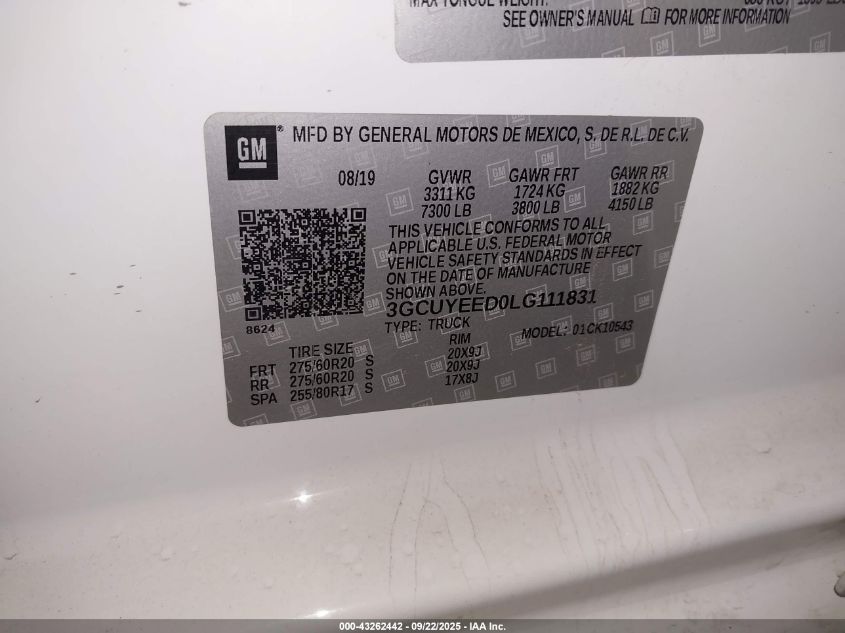 SEE OWNER'S MANUAL FOR MORE INFORMATION
GM ® MFD BY GENERAL MOTORS DE MEXICO, S. DE R.L. DE C.V.
08/19 GVWR GAWR FRT GAWR RR
3311 KG 1724 KG 1882 KG
7300 LB 3800 LB 4150 LB
THIS VEHICLE CONFORMS TO ALL
APPLICABLE U.S. FEDERAL MOTOR
VEHICLE SAFETY STANDARDS IN EFFECT
ON THE DATE OF MANUFACTURE
SHOWN ABOVE.
3GCUYEED0LG111831
8624 TYPE: TRUCK MODEL: 01CK10543
TIRE SIZE RIM
FRT 275/60R20 S 20X9J
RR 275/60R20 S 20X9J
SPA 255/80R17 S 17X8J
000-43262442 - 09/22/2025 - IAA Inc.